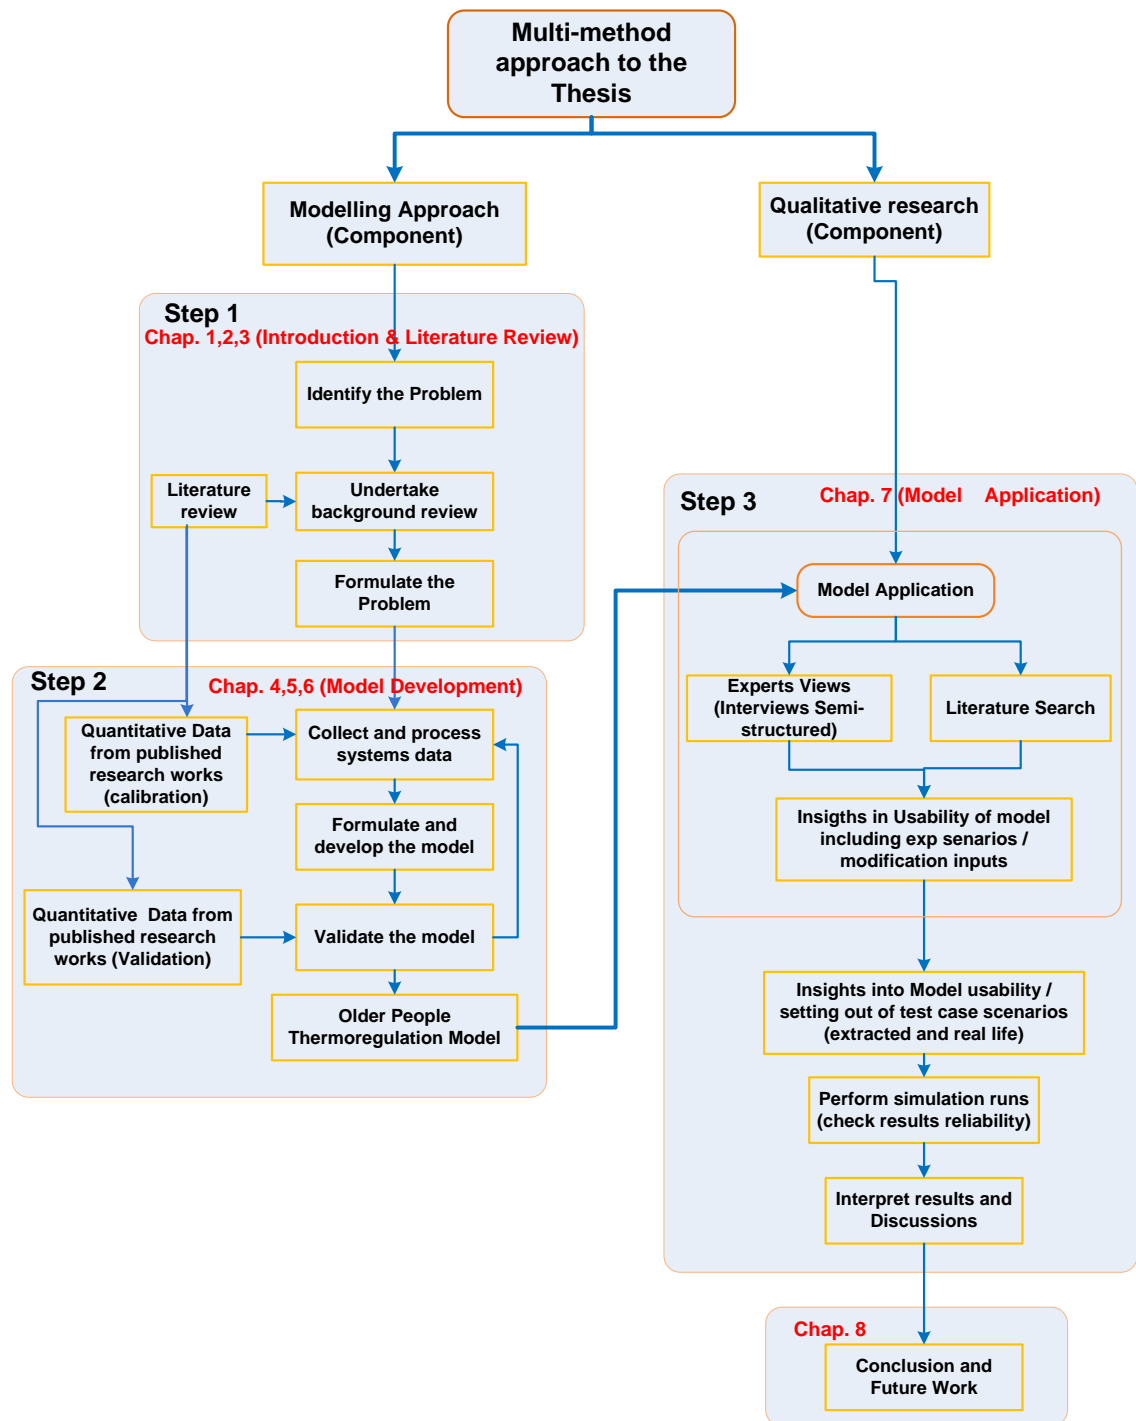 Multi-method
approach to the
Thesis
Modelling Approach
(Component)
Qualitative research
(Component)
Step 1
Chap. 1,2,3 (Introduction & Literature Review)
Identify the Problem
Literature
review
Undertake
background review
Formulate the
Problem
Step 2
Chap. 4,5,6 (Model Development)
Quantitative Data
from published
research works
(calibration)
Collect and process
systems data
Formulate and
develop the model
Quantitative Data from
published research
works (Validation)
Validate the model
Older People
Thermoregulation Model
Step 3
Chap. 7 (Model Application)
Model Application
Experts Views
(Interviews Semi-
structured)
Literature Search
Insigths in Usability of model
including exp senarios /
modification inputs
Insights into Model usability /
setting out of test case scenarios
(extracted and real life)
Perform simulation runs
(check results reliability)
Interpret results and
Discussions
Chap. 8
Conclusion and
Future Work